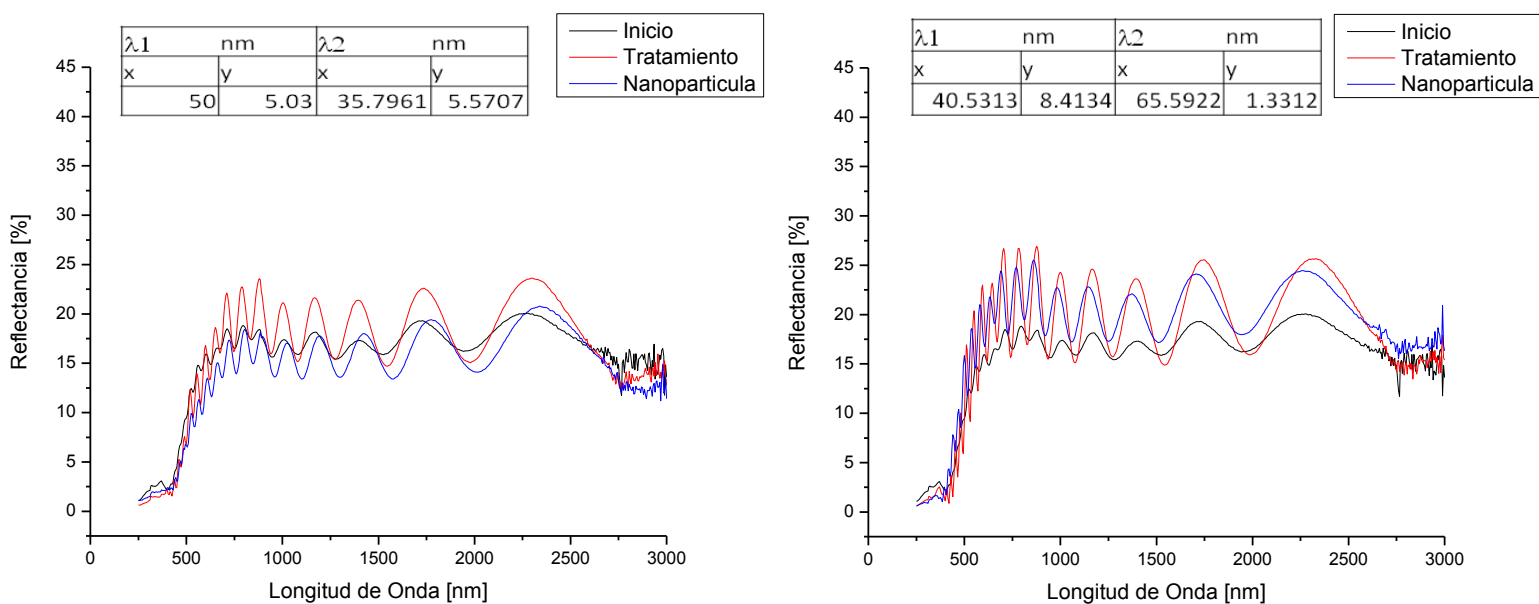 λ1 nm λ2 nm
x y x y
50 5.03 35.7961 5.5707
Inicio
Tratamiento
Nanoparticula
45
40
35
30
25
20
15
10
5
0
Reflectancia [%]
0 500 1000 1500 2000 2500 3000
Longitud de Onda [nm]
λ1 nm λ2 nm
x y x y
40.5313 8.4134 65.5922 1.3312
Inicio
Tratamiento
Nanoparticula
45
40
35
30
25
20
15
10
5
0
Reflectancia [%]
0 500 1000 1500 2000 2500 3000
Longitud de Onda [nm]